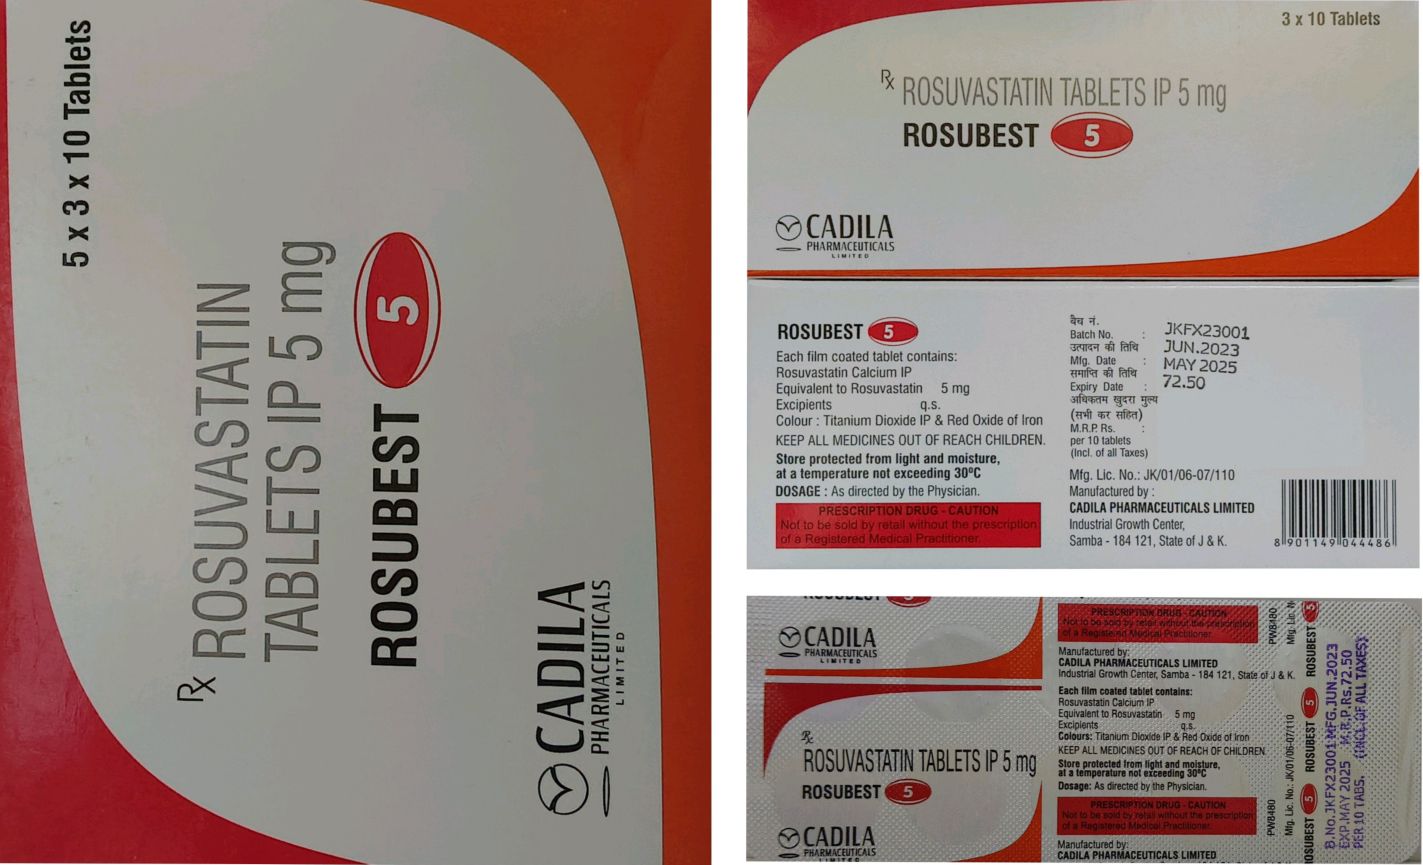 5 x 3 x 10 Tablets
Rx ROSUVASTATIN
TABLETS IP 5 mg
ROSUBEST 5
CADILA
PHARMACEUTICALS
LIMITED
3 x 10 Tablets
Rx ROSUVASTATIN TABLETS IP 5 mg
ROSUBEST 5
CADILA
PHARMACEUTICALS
LIMITED
ROSUBEST 5
Each film coated tablet contains:
Rosuvastatin Calcium IP
Equivalent to Rosuvastatin 5 mg
Excipients q.s.
Colour : Titanium Dioxide IP & Red Oxide of Iron
KEEP ALL MEDICINES OUT OF REACH CHILDREN.
Store protected from light and moisture,
at a temperature not exceeding 30ºC
DOSAGE : As directed by the Physician.
PRESCRIPTION DRUG - CAUTION
Not to be sold by retail without the prescription
of a Registered Medical Practitioner.
बैच नं.
Batch No. : JKFX23001
उत्पादन की तिथि JUN.2023
Mfg. Date :
समाप्ति की तिथि MAY 2025
Expiry Date : 72.50
अधिकतम खुदरा मुल्य
(सभी कर सहित)
M.R.P. Rs. :
per 10 tablets
(Incl. of all Taxes)
Mfg. Lic. No.: JK/01/06-07/110
Manufactured by :
CADILA PHARMACEUTICALS LIMITED
Industrial Growth Center,
Samba - 184 121, State of J & K.
8 901149 044486
ROSUBEST 5
CADILA
PHARMACEUTICALS
LIMITED
Rx
ROSUVASTATIN TABLETS IP 5 mg
ROSUBEST 5
CADILA
PHARMACEUTICALS
LIMITED
PRESCRIPTION DRUG - CAUTION
Not to be sold by retail without the prescription
of a Registered Medical Practitioner.
Manufactured by:
CADILA PHARMACEUTICALS LIMITED
Industrial Growth Center, Samba - 184 121, State of J & K.
Each film coated tablet contains:
Rosuvastatin Calcium IP
Equivalent to Rosuvastatin 5 mg
Excipients q.s.
Colours: Titanium Dioxide IP & Red Oxide of Iron
KEEP ALL MEDICINES OUT OF REACH OF CHILDREN.
Store protected from light and moisture,
at a temperature not exceeding 30ºC
Dosage: As directed by the Physician.
PRESCRIPTION DRUG - CAUTION
Not to be sold by retail without the prescription
of a Registered Medical Practitioner.
Manufactured by:
CADILA PHARMACEUTICALS LIMITED
PW8480 PW8480
Mfg. Lic. No.: JK/01/06-07/110 Mfg. Lic. N
ROSUBEST 5 ROSUBEST 5 ROSUBEST 5
B.No.JKFX23001 MFG.JUN.2023
EXP.MAY 2025 M.R.P.Rs.72.50
PER 10 TABS. (INCL.OF ALL TAXES)